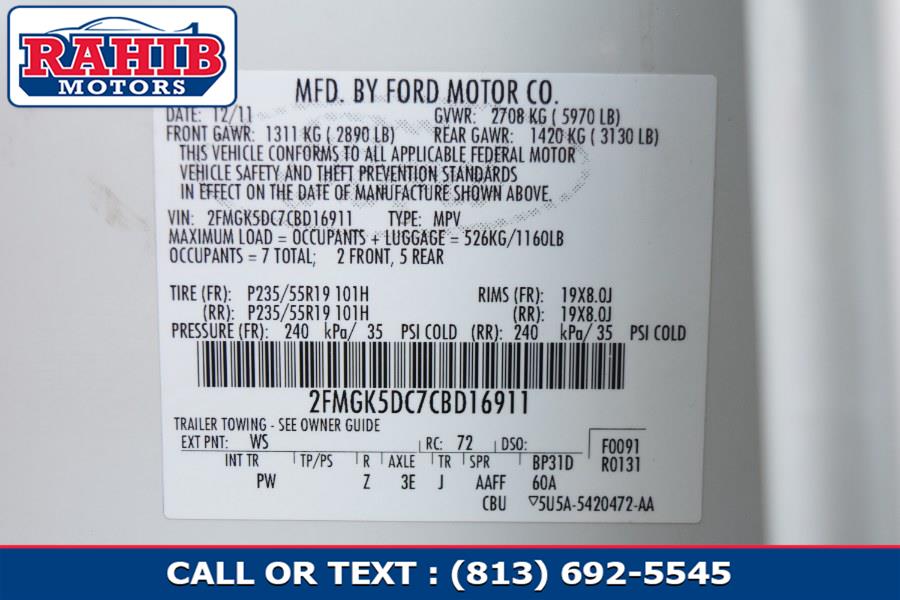 RAHIB
MOTORS
MFD. BY FORD MOTOR CO.
DATE: 12/11 GVWR: 2708 KG ( 5970 LB)
FRONT GAWR: 1311 KG ( 2890 LB) REAR GAWR: 1420 KG ( 3130 LB)
THIS VEHICLE CONFORMS TO ALL APPLICABLE FEDERAL MOTOR
VEHICLE SAFETY AND THEFT PREVENTION STANDARDS
IN EFFECT ON THE DATE OF MANUFACTURE SHOWN ABOVE.
VIN: 2FMGK5DC7CBD16911 TYPE: MPV
MAXIMUM LOAD = OCCUPANTS + LUGGAGE = 526KG/1160LB
OCCUPANTS = 7 TOTAL; 2 FRONT, 5 REAR
TIRE (FR): P235/55R19 101H RIMS (FR): 19X8.0J
(RR): P235/55R19 101H (RR): 19X8.0J
PRESSURE (FR): 240 kPa/ 35 PSI COLD (RR): 240 kPa/ 35 PSI COLD
2FMGK5DC7CBD16911
TRAILER TOWING - SEE OWNER GUIDE
EXT PNT: WS RC: 72 DSO: F0091
INT TR TP/PS R AXLE TR SPR BP31D R0131
PW Z 3E J AAFF 60A
CBU ▽5U5A-5420472-AA
CALL OR TEXT : (813) 692-5545